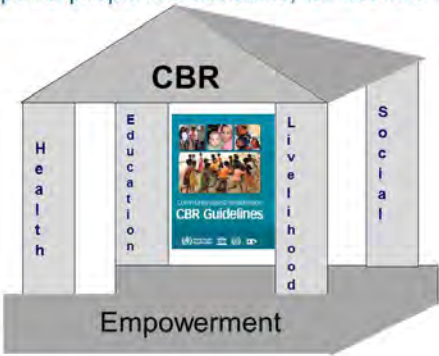 CBR
Health
Education
Livelihood
Social
CBR Guidelines
Empowerment